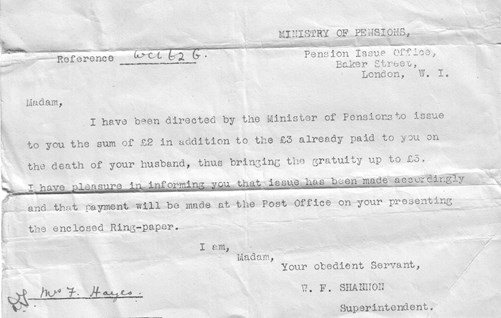 MINISTRY OF PENSIONS,
Pension Issue Office,
Reference WCL62G.
Baker Street,
London, W. I.
Madam,
I have been directed by the Minister of Pensions to issue
to you the sum of £2 in addition to the £3 already paid to you on
the death of your husband, thus bringing the gratuity up to £5.
I have pleasure in informing you that issue has been made accordingly
and that payment will be made at the Post Office on your presenting
the enclosed Ring-paper.
I am,
Madam,
Your obedient Servant,
W. F. SHANNON
Superintendent.
Mrs F. Hayes.